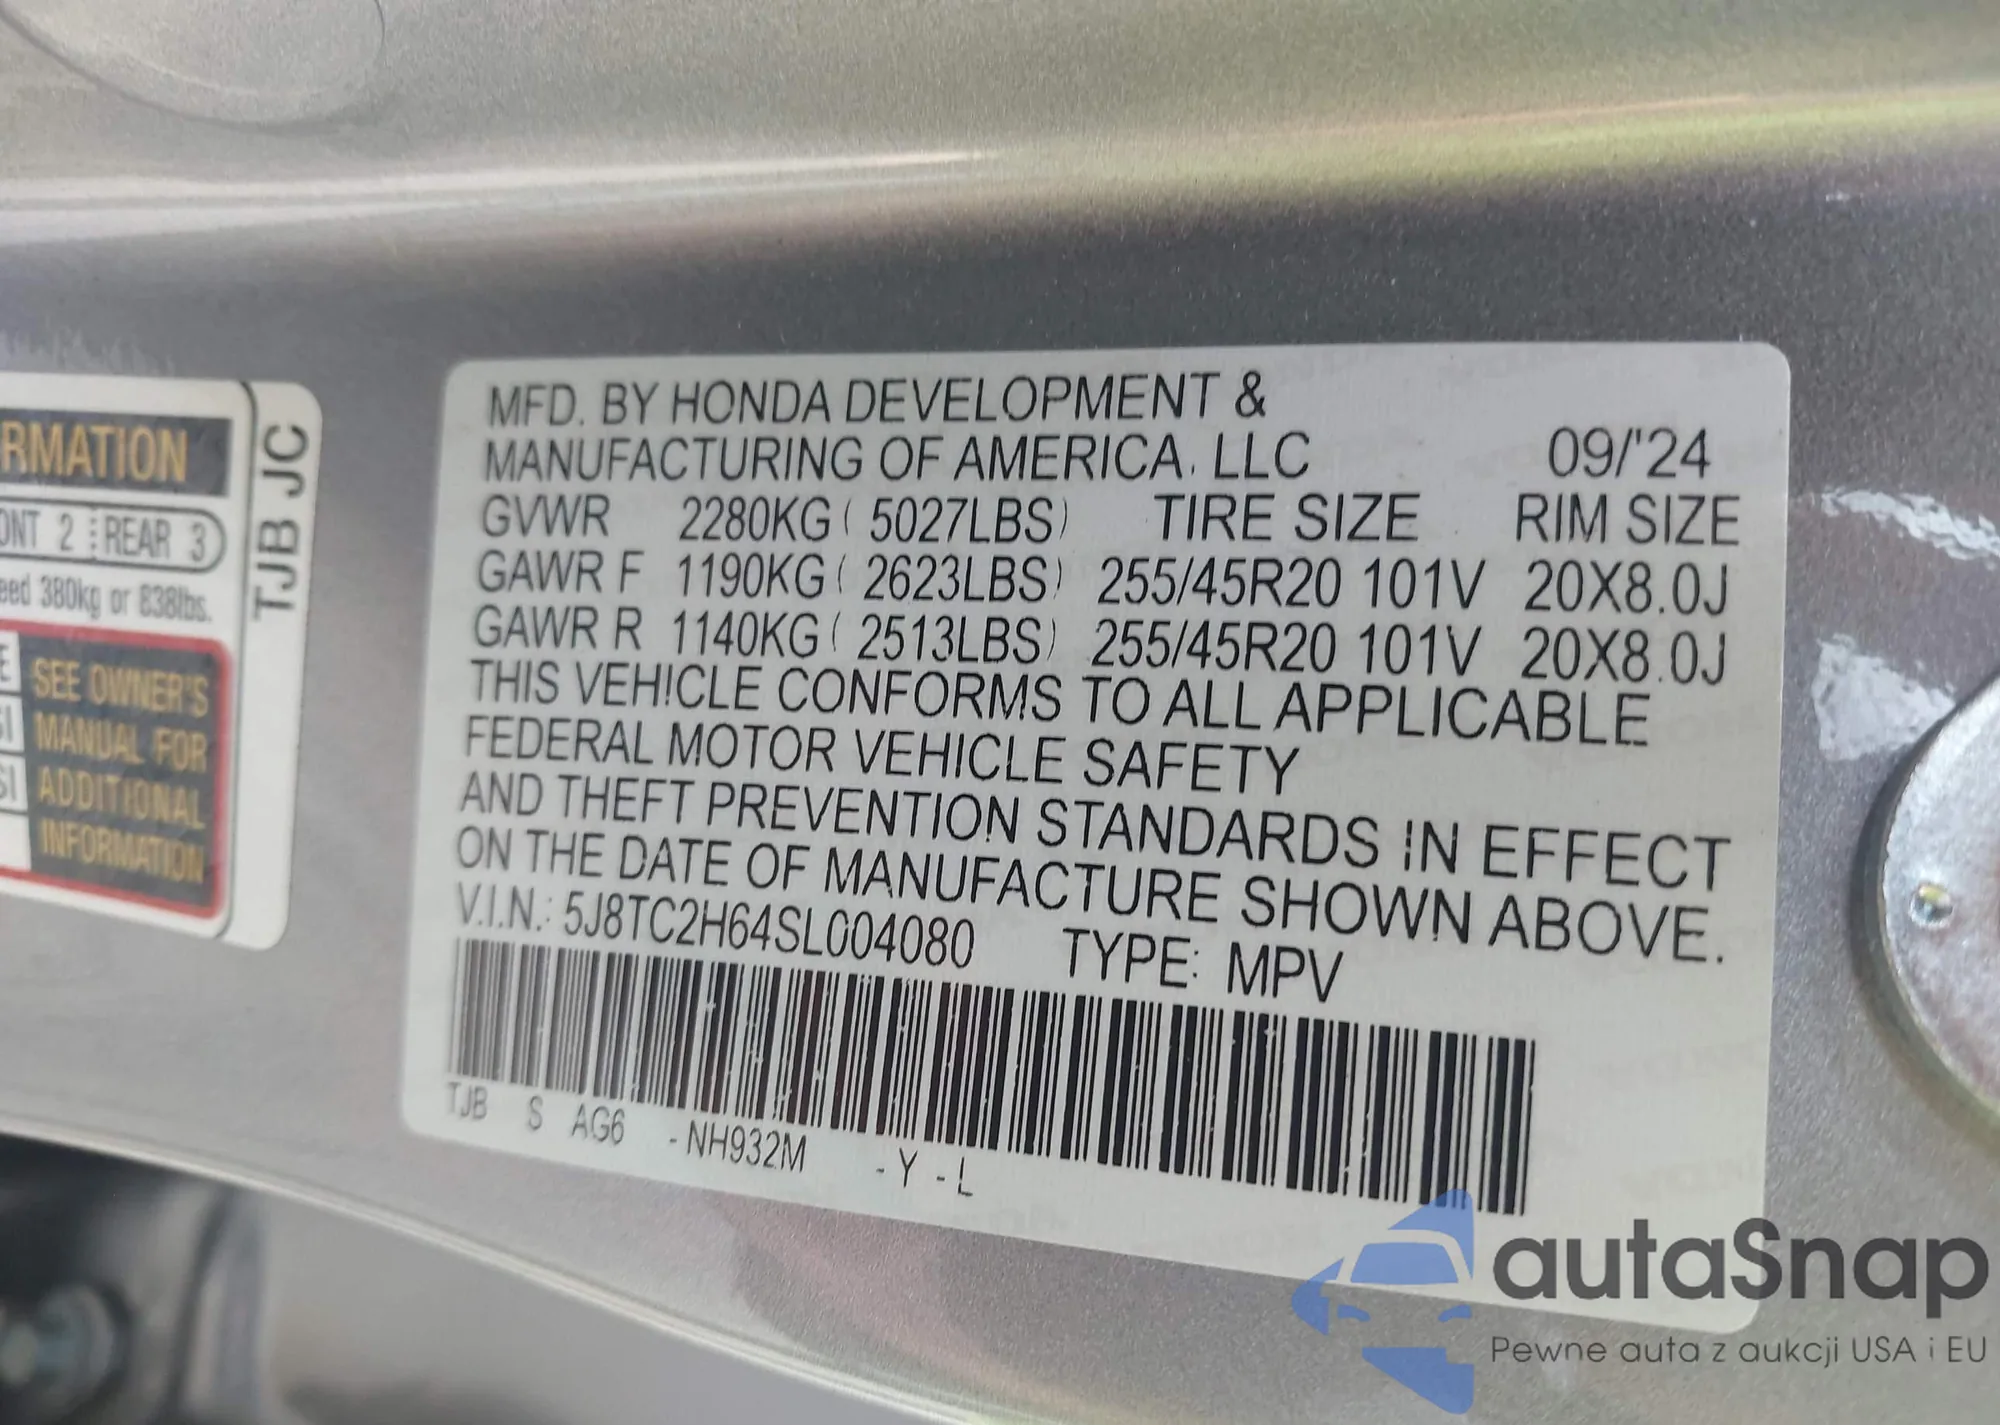 RMATION
ONT 2 REAR 3
eed 380kg or 838lbs.
SEE OWNER'S
MANUAL FOR
ADDITIONAL
INFORMATION
TJB JC
MFD. BY HONDA DEVELOPMENT &
MANUFACTURING OF AMERICA, LLC 09/'24
GVWR 2280KG ( 5027LBS) TIRE SIZE RIM SIZE
GAWR F 1190KG ( 2623LBS) 255/45R20 101V 20X8.0J
GAWR R 1140KG ( 2513LBS) 255/45R20 101V 20X8.0J
THIS VEHICLE CONFORMS TO ALL APPLICABLE
FEDERAL MOTOR VEHICLE SAFETY
AND THEFT PREVENTION STANDARDS IN EFFECT
ON THE DATE OF MANUFACTURE SHOWN ABOVE.
V.I.N.: 5J8TC2H64SL004080 TYPE: MPV
TJB S AG6 -NH932M -Y-L
autaSnap
Pewne auta z aukcji USA i EU